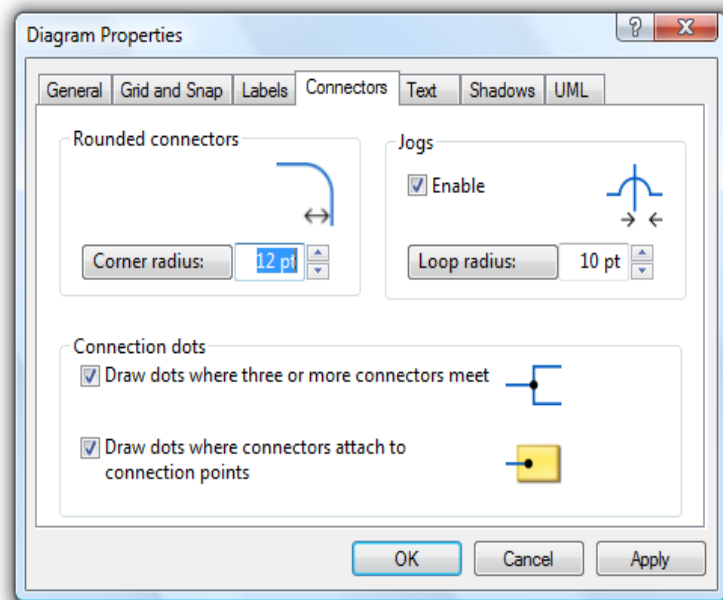 Diagram Properties
General Grid and Snap Labels Connectors Text Shadows UML
Rounded connectors
Corner radius: 12 pt
Jogs
Enable
Loop radius: 10 pt
Connection dots
Draw dots where three or more connectors meet
Draw dots where connectors attach to
connection points
OK Cancel Apply